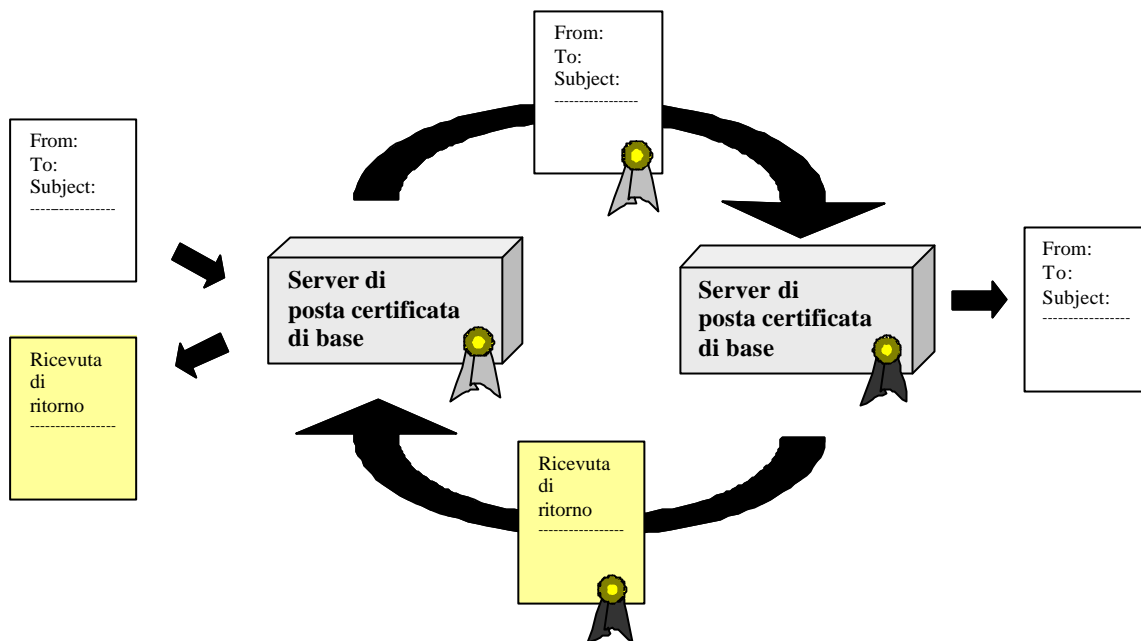 From:
To:
Subject:
-----------------
From:
To:
Subject:
-----------------
Server di
posta certificata
di base
Server di
posta certificata
di base
From:
To:
Subject:
-----------------
Ricevuta
di
ritorno
-----------------
Ricevuta
di
ritorno
-----------------